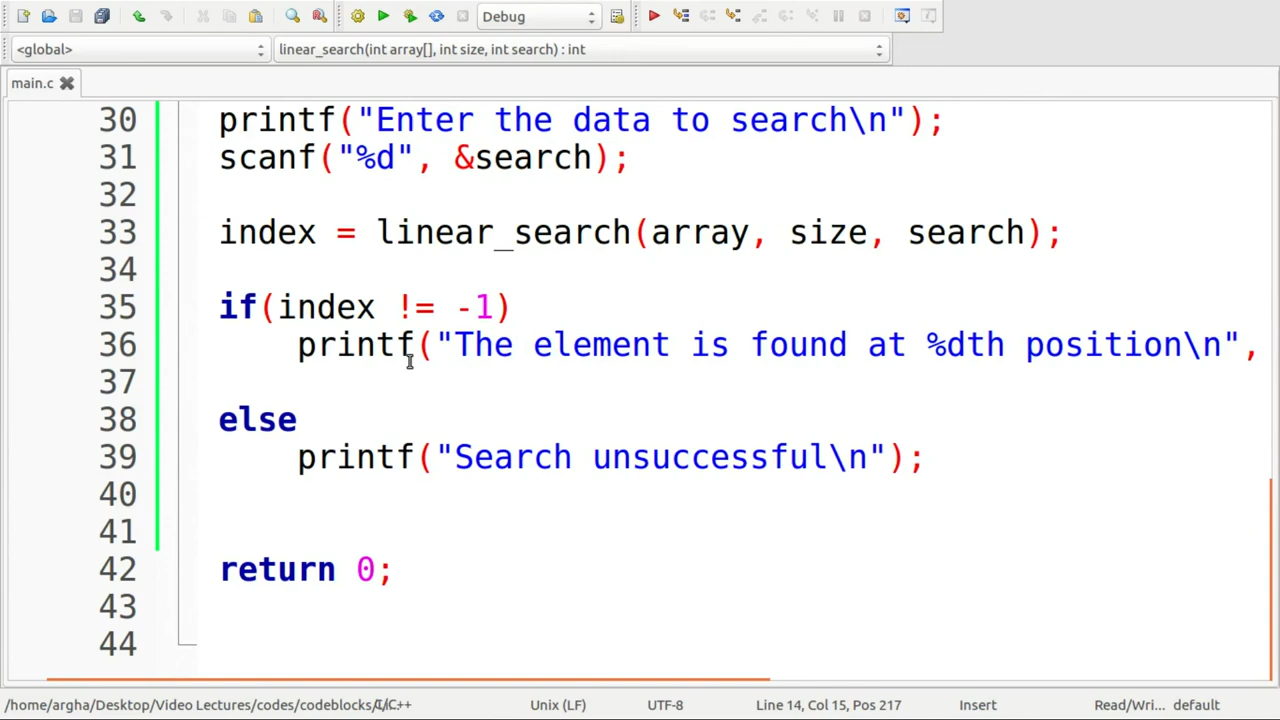 Debug
<global>
linear_search(int array[], int size, int search) : int
main.c
30 printf("Enter the data to search\n");
31 scanf("%d", &search);
32
33 index = linear_search(array, size, search);
34
35 if(index != -1)
36 printf("The element is found at %dth position\n",
37
38 else
39 printf("Search unsuccessful\n");
40
41
42 return 0;
43
44
/home/argha/Desktop/Video Lectures/codes/codeblocks/ C/C++ Unix (LF) UTF-8 Line 14, Col 15, Pos 217 Insert Read/Wri... default